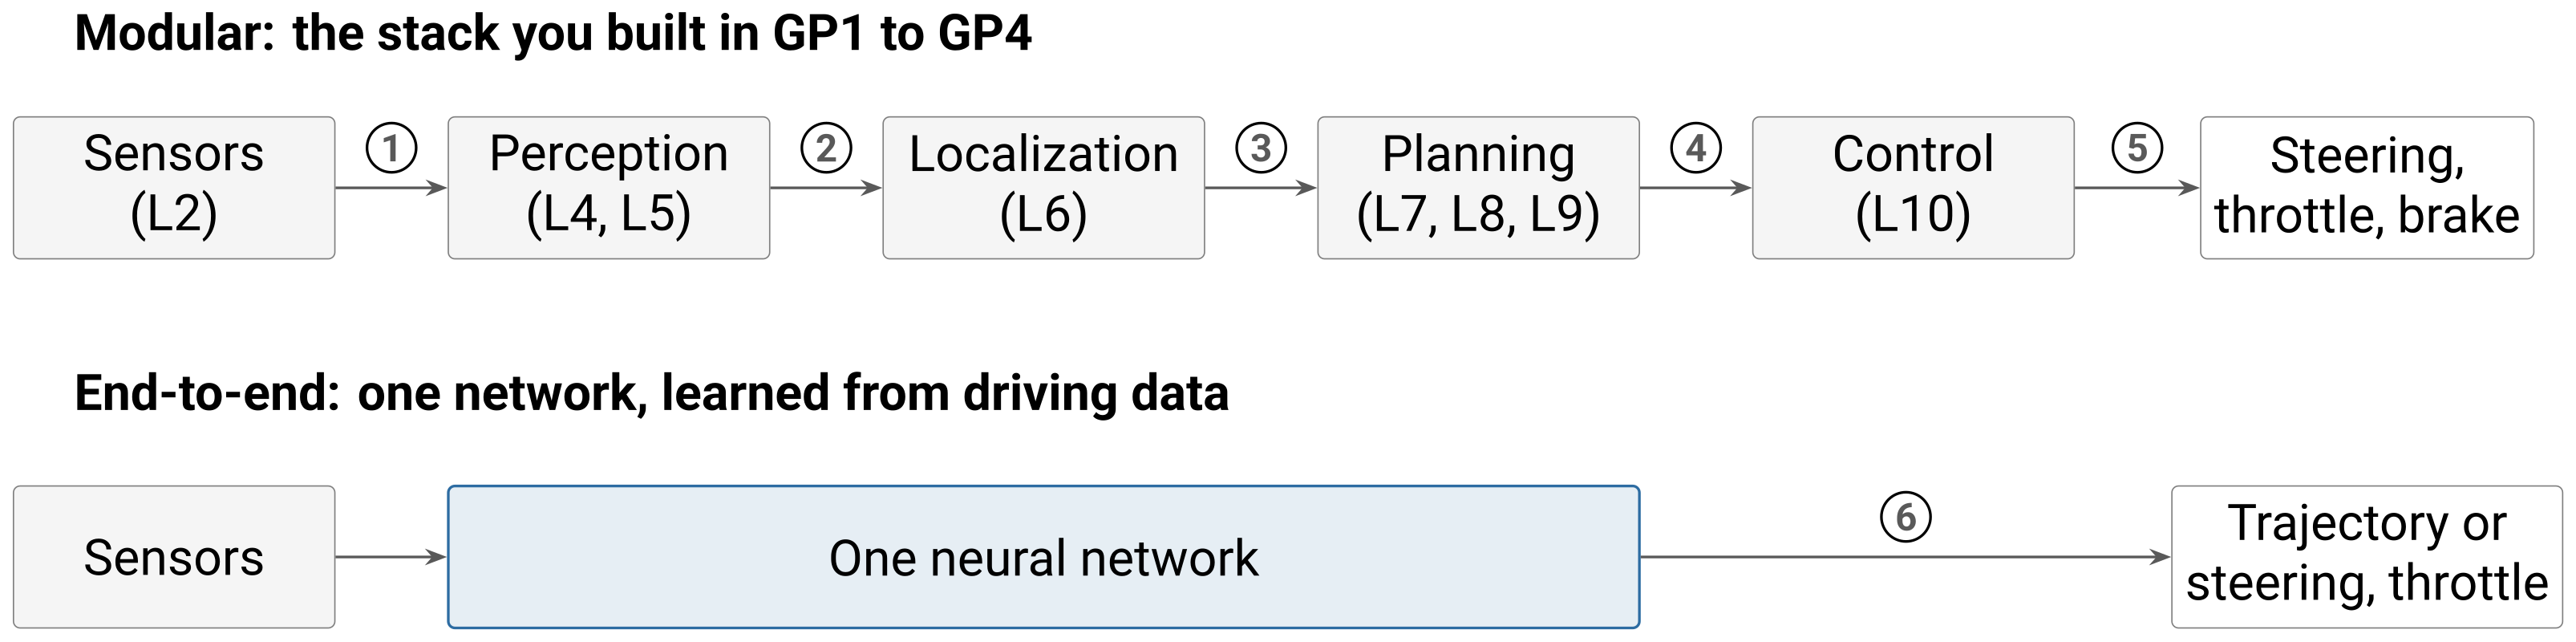 Modular: the stack you built in GP1 to GP4
1
2
3
4
5
Sensors
(L2)
Perception
(L4, L5)
Localization
(L6)
Planning
(L7, L8, L9)
Control
(L10)
Steering,
throttle, brake
End-to-end: one network, learned from driving data
Sensors
One neural network
6
Trajectory or
steering, throttle